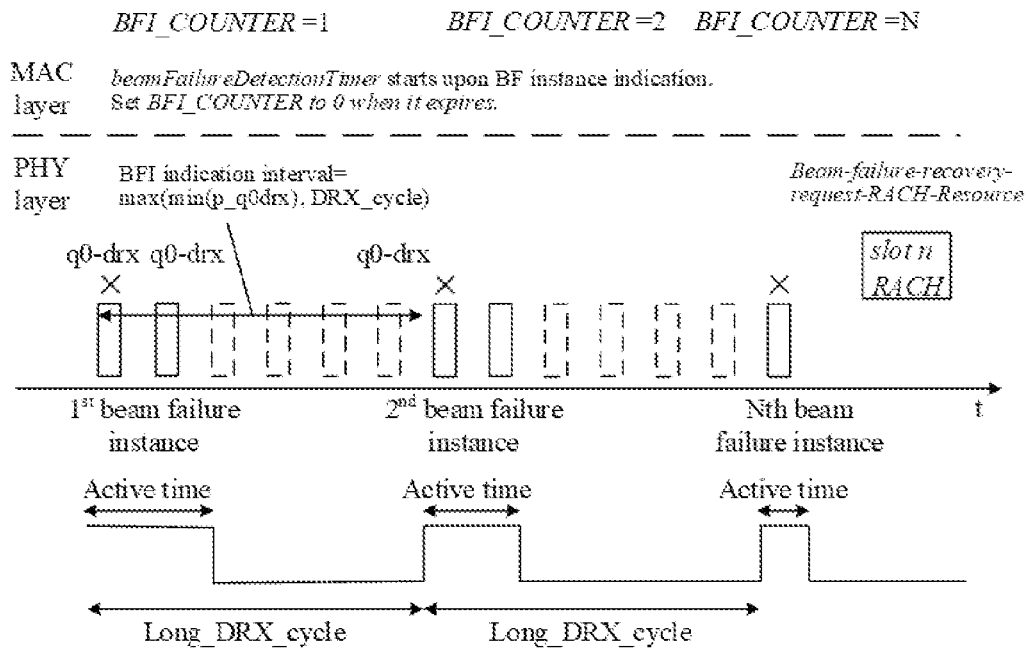 BFI_COUNTER =1 BFI_COUNTER =2 BFI_COUNTER =N
MAC layer
beamFailureDetectionTimer starts upon BF instance indication.
Set BFI_COUNTER to 0 when it expires.
PHY layer
BFI indication interval=
max(min(p_q0drx), DRX_cycle)
Beam-failure-recovery-
request-RACH-Resource
q0-drx q0-drx q0-drx
slot n
RACH
1st beam failure
instance
2nd beam failure
instance
Nth beam
failure instance
t
Active time Active time Active time
Long_DRX_cycle Long_DRX_cycle